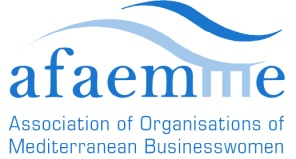 afaemme
Association of Organisations of
Mediterranean Businesswomen